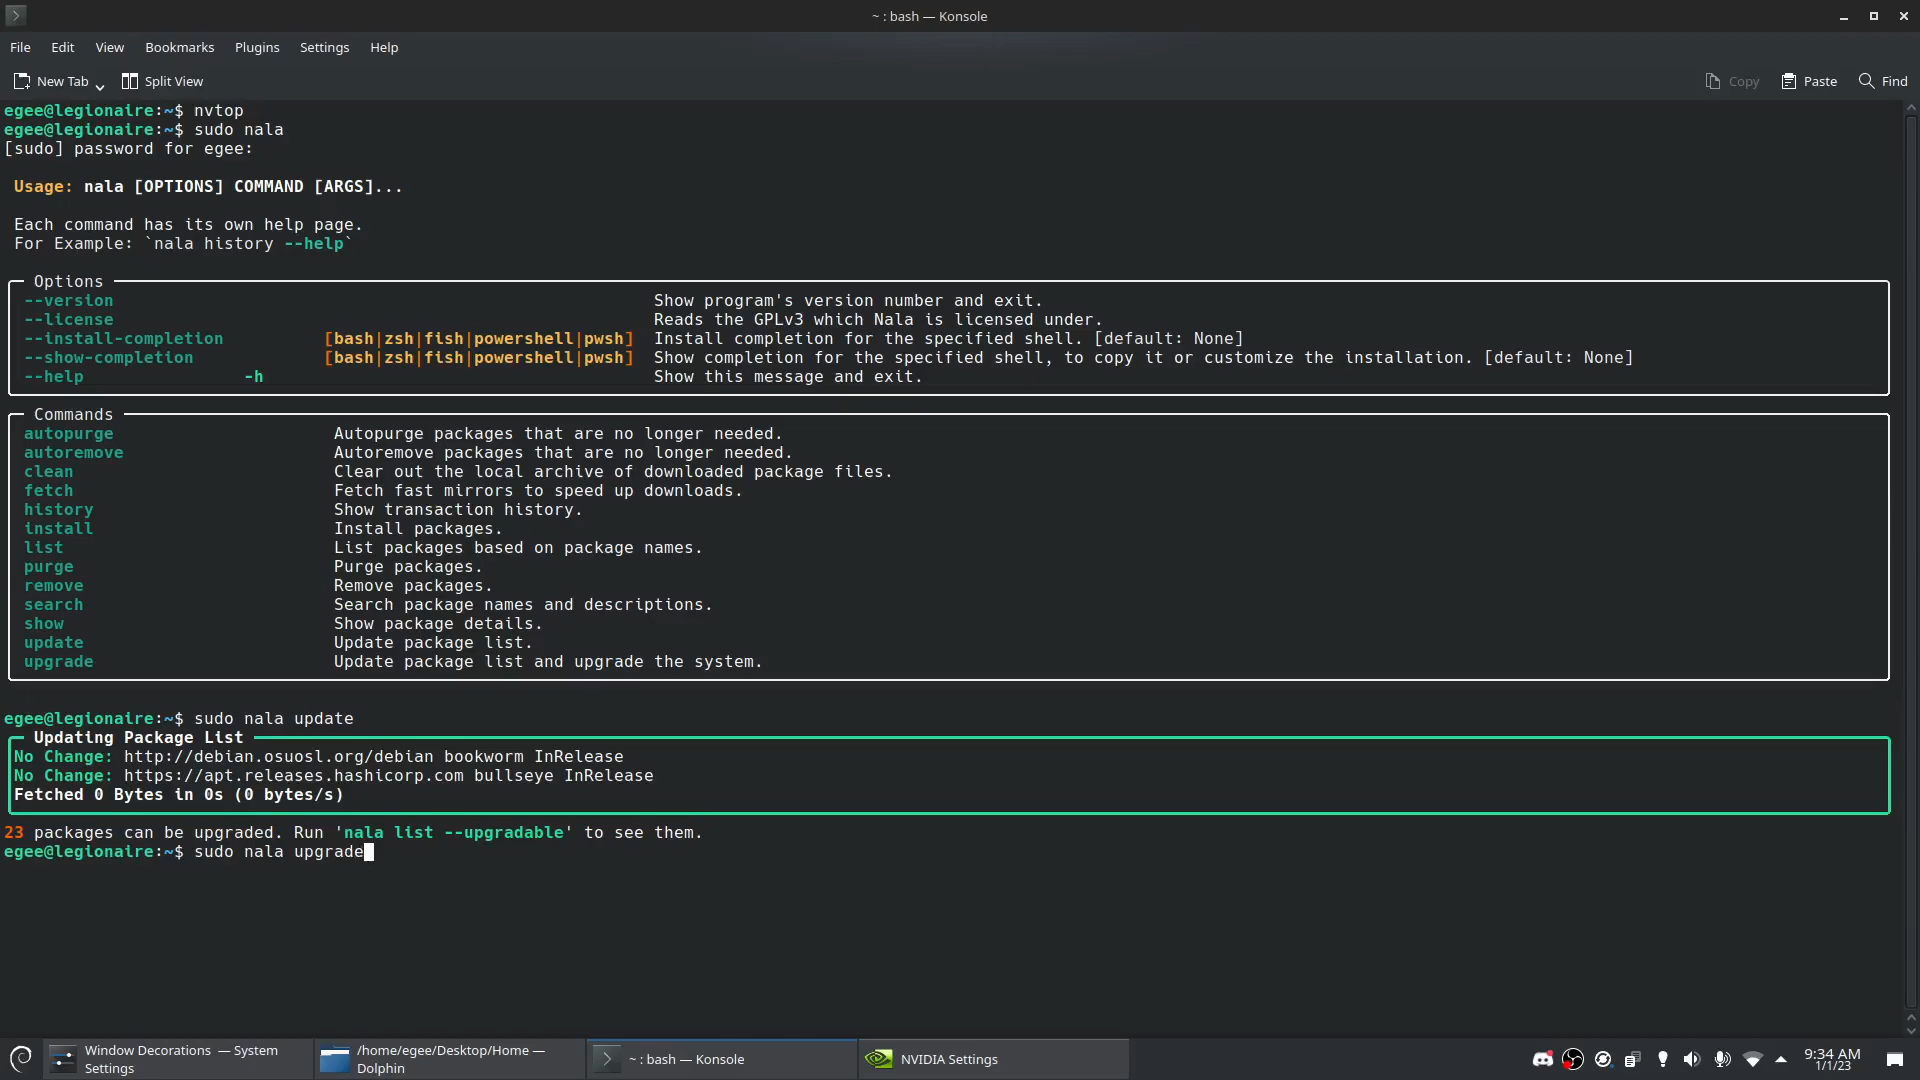 ~ : bash — Konsole
File Edit View Bookmarks Plugins Settings Help
New Tab Split View Copy Paste Find
egee@legionaire:~$ nvtop
egee@legionaire:~$ sudo nala
[sudo] password for egee:
Usage: nala [OPTIONS] COMMAND [ARGS]...
Each command has its own help page.
For Example: `nala history --help`
Options
--version Show program's version number and exit.
--license Reads the GPLv3 which Nala is licensed under.
--install-completion [bash|zsh|fish|powershell|pwsh] Install completion for the specified shell. [default: None]
--show-completion [bash|zsh|fish|powershell|pwsh] Show completion for the specified shell, to copy it or customize the installation. [default: None]
--help -h Show this message and exit.
Commands
autopurge Autopurge packages that are no longer needed.
autoremove Autoremove packages that are no longer needed.
clean Clear out the local archive of downloaded package files.
fetch Fetch fast mirrors to speed up downloads.
history Show transaction history.
install Install packages.
list List packages based on package names.
purge Purge packages.
remove Remove packages.
search Search package names and descriptions.
show Show package details.
update Update package list.
upgrade Update package list and upgrade the system.
egee@legionaire:~$ sudo nala update
Updating Package List
No Change: http://debian.osuosl.org/debian bookworm InRelease
No Change: https://apt.releases.hashicorp.com bullseye InRelease
Fetched 0 Bytes in 0s (0 bytes/s)
23 packages can be upgraded. Run 'nala list --upgradable' to see them.
egee@legionaire:~$ sudo nala upgrade
Window Decorations — System
Settings
/home/egee/Desktop/Home —
Dolphin
~ : bash — Konsole
NVIDIA Settings
9:34 AM
1/1/23